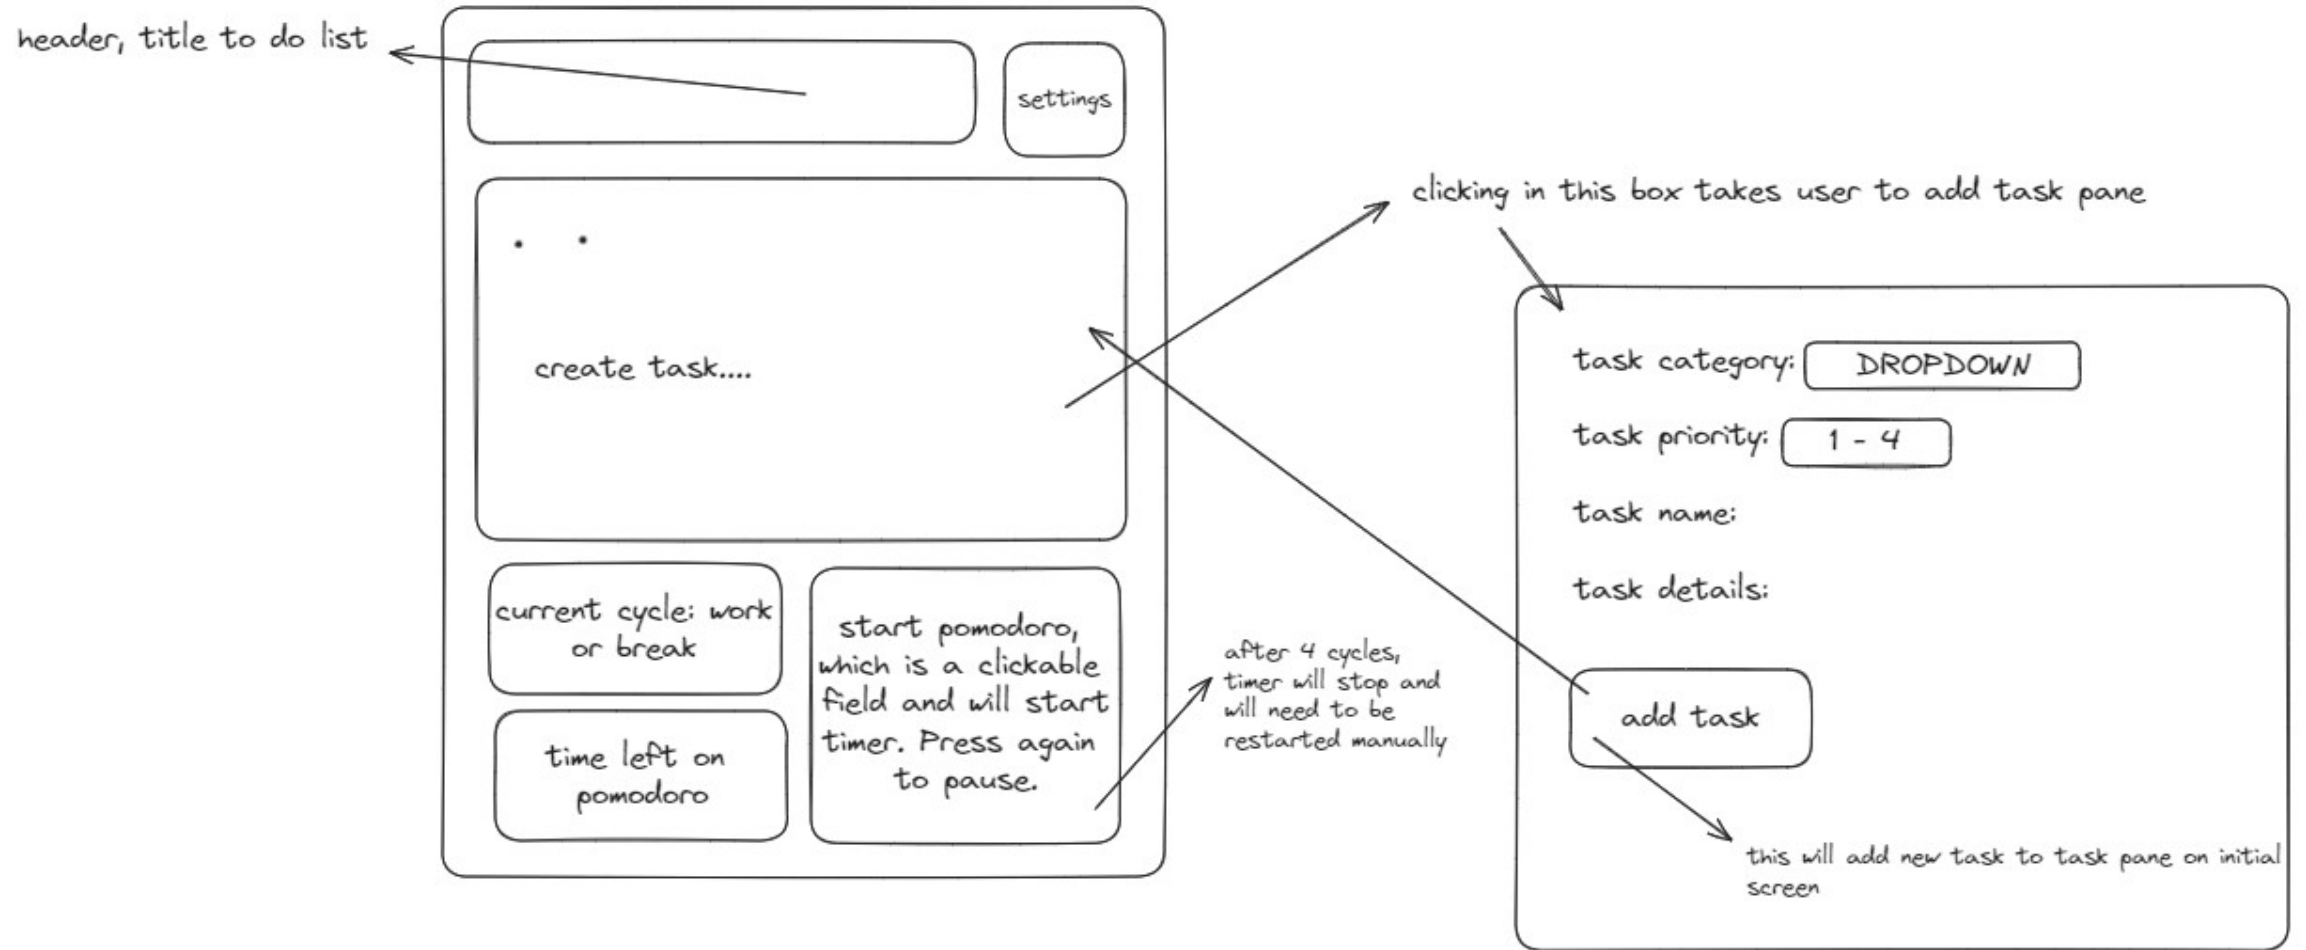 header, title to do list
settings
clicking in this box takes user to add task pane
create task....
task category: DROPDOWN
task priority: 1 - 4
task name:
task details:
current cycle: work
or break
time left on
pomodoro
start pomodoro,
which is a clickable
field and will start
timer. Press again
to pause.
after 4 cycles,
timer will stop and
will need to be
restarted manually
add task
this will add new task to task pane on initial
screen